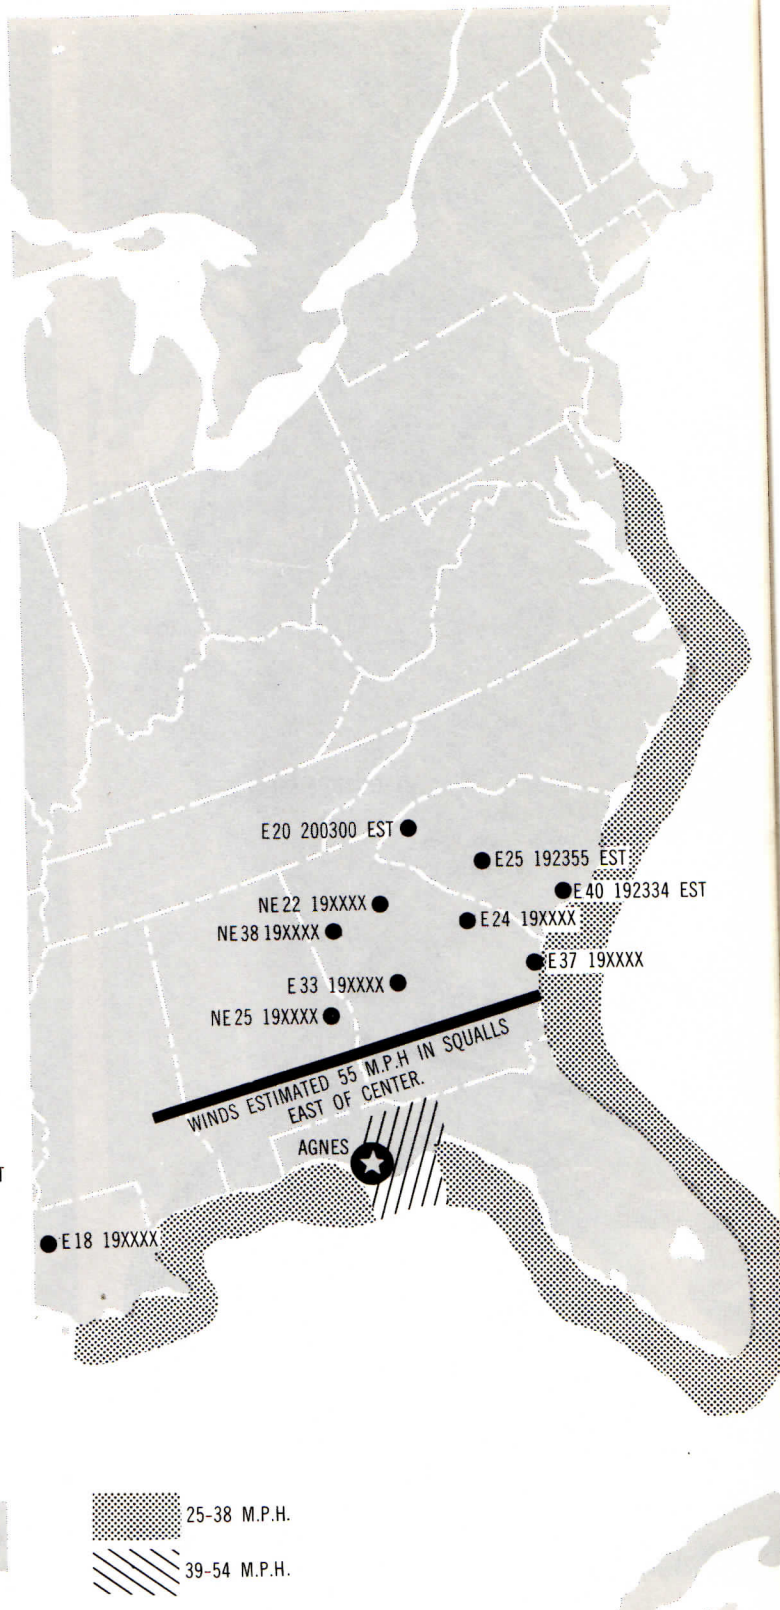 E20 200300 EST
E25 192355 EST
E40 192334 EST
NE22 19XXXX
E24 19XXXX
NE38 19XXXX
E37 19XXXX
E33 19XXXX
NE25 19XXXX
WINDS ESTIMATED 55 M.P.H IN SQUALLS
EAST OF CENTER.
AGNES
T
E18 19XXXX
25-38 M.P.H.
39-54 M.P.H.